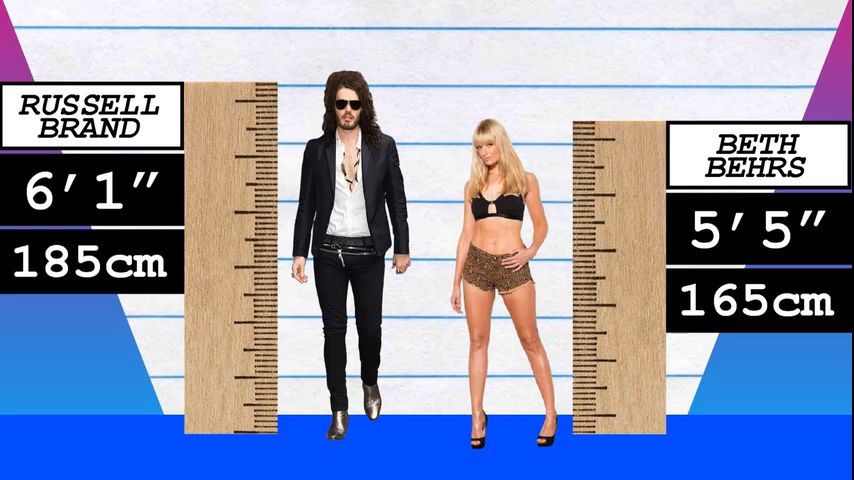 RUSSELL
BRAND
6'1"
185cm
BETH
BEHRS
5'5"
165cm